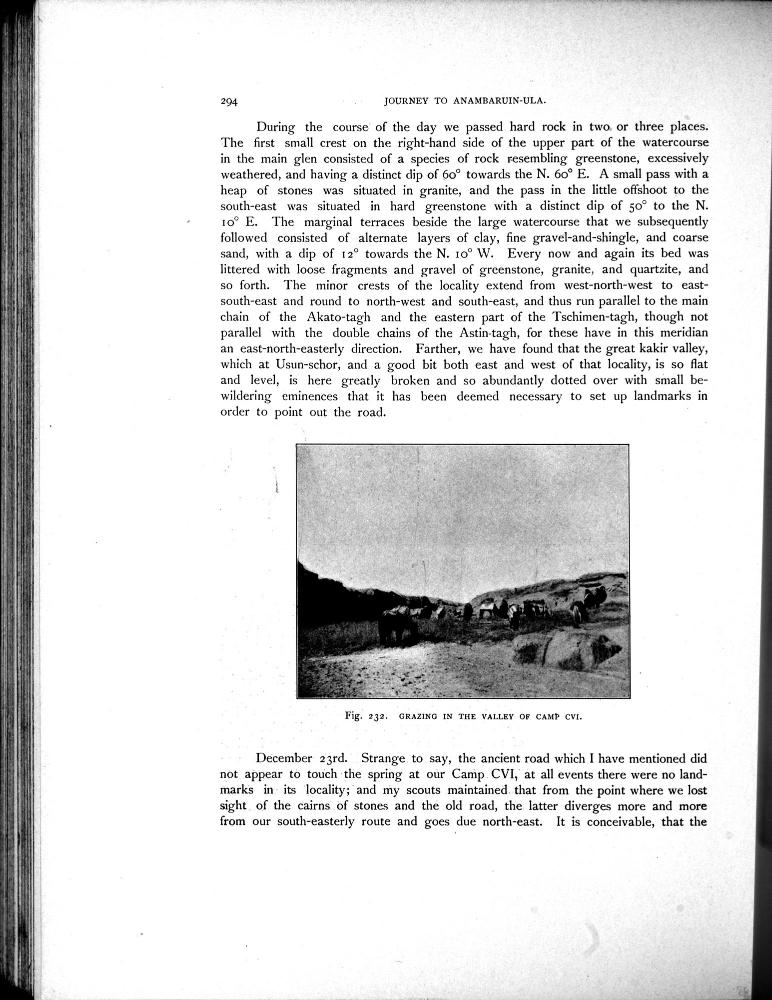 294
JOURNEY TO ANAMBARUIN-ULA.
During the course of the day we passed hard rock in two or three places.
The first small crest on the right-hand side of the upper part of the watercourse
in the main glen consisted of a species of rock resembling greenstone, excessively
weathered, and having a distinct dip of 60° towards the N. 60° E. A small pass with a
heap of stones was situated in granite, and the pass in the little offshoot to the
south-east was situated in hard greenstone with a distinct dip of 50° to the N.
10° E. The marginal terraces beside the large watercourse that we subsequently
followed consisted of alternate layers of clay, fine gravel-and-shingle, and coarse
sand, with a dip of 12° towards the N. 10° W. Every now and again its bed was
littered with loose fragments and gravel of greenstone, granite, and quartzite, and
so forth. The minor crests of the locality extend from west-north-west to east-
south-east and round to north-west and south-east, and thus run parallel to the main
chain of the Akato-tagh and the eastern part of the Tschimen-tagh, though not
parallel with the double chains of the Astin-tagh, for these have in this meridian
an east-north-easterly direction. Farther, we have found that the great kakir valley,
which at Usun-schor, and a good bit both east and west of that locality, is so flat
and level, is here greatly broken and so abundantly dotted over with small be-
wildering eminences that it has been deemed necessary to set up landmarks in
order to point out the road.
Fig. 232. GRAZING IN THE VALLEY OF CAMP CVI.
December 23rd. Strange to say, the ancient road which I have mentioned did
not appear to touch the spring at our Camp CVI, at all events there were no land-
marks in its locality; and my scouts maintained that from the point where we lost
sight of the cairns of stones and the old road, the latter diverges more and more
from our south-easterly route and goes due north-east. It is conceivable, that the